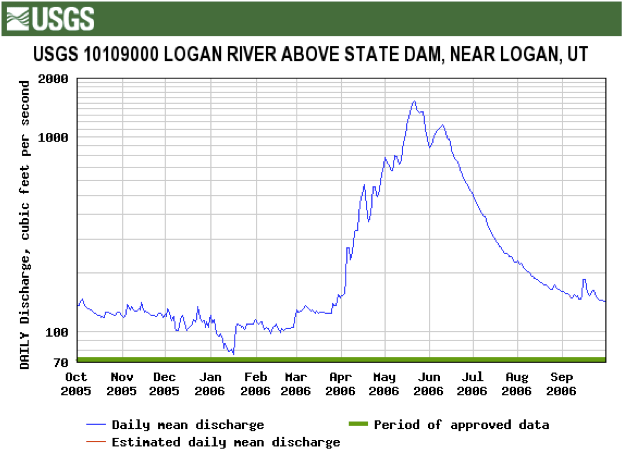 USGS
USGS 10109000 LOGAN RIVER ABOVE STATE DAM, NEAR LOGAN, UT
DAILY Discharge, cubic feet per second
2000
1000
100
70
Oct Nov Dec Jan Feb Mar Apr May Jun Jul Aug Sep
2005 2005 2005 2006 2006 2006 2006 2006 2006 2006 2006 2006
Daily mean discharge Period of approved data
Estimated daily mean discharge